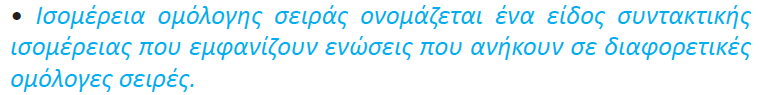 • Ισομέρεια ομόλογης σειράς ονομάζεται ένα είδος συντακτικής
ισομέρειας που εμφανίζουν ενώσεις που ανήκουν σε διαφορετικές
ομόλογες σειρές.